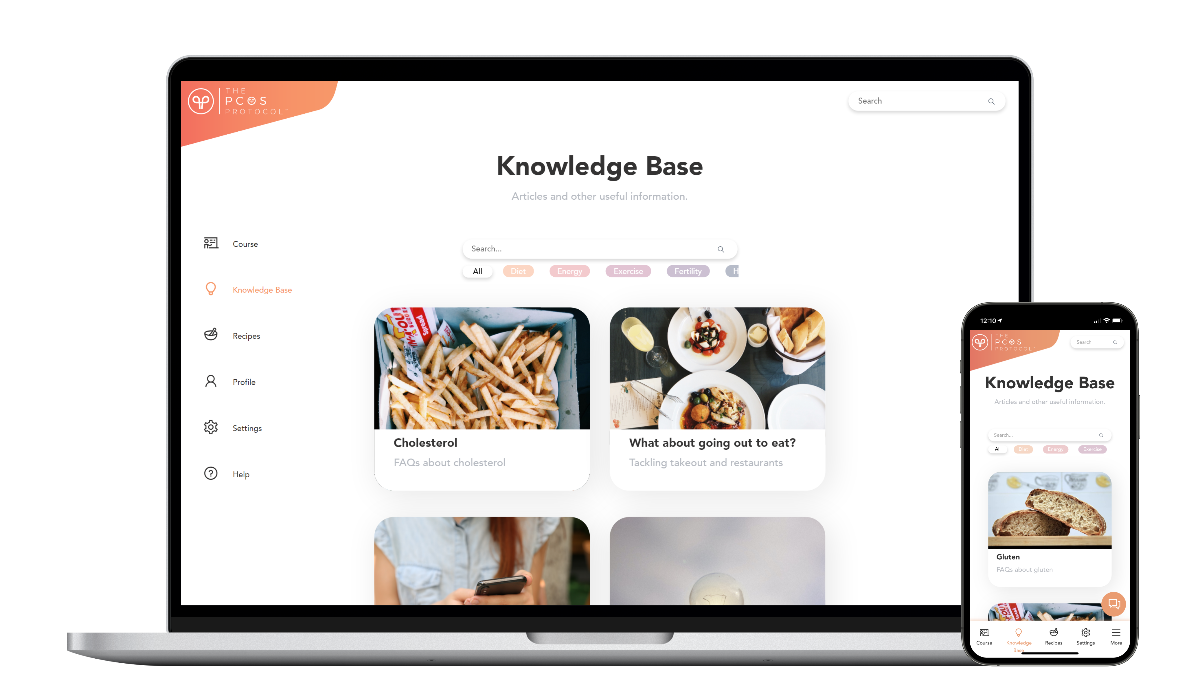 THE
PCOS
PROTOCOL
Search
Knowledge Base
Articles and other useful information.
Course
Knowledge Base
Recipes
Profile
Settings
Help
Search...
All
Diet
Energy
Exercise
Fertility
H
Cholesterol
FAQs about cholesterol
What about going out to eat?
Tackling takeout and restaurants
12:10
THE
PCOS
PROTOCOL
Search
Knowledge Base
Articles and other useful information.
Search...
All
Diet
Energy
Exercise
Gluten
FAQs about gluten
Course
Knowledge
Base
Recipes
Settings
More